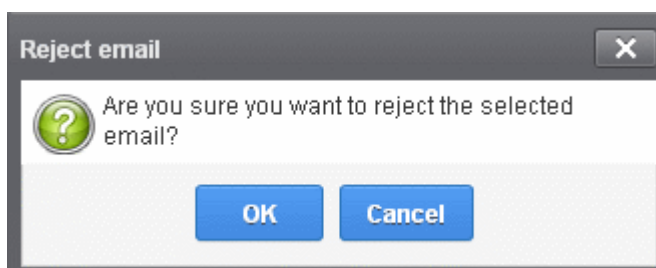 Reject email
Are you sure you want to reject the selected
email?
OK
Cancel